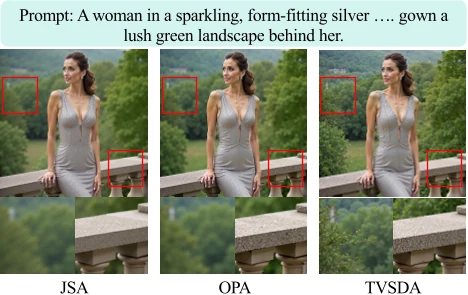 Prompt: A woman in a sparkling, form-fitting silver …. gown a
lush green landscape behind her.
JSA
OPA
TVSDA